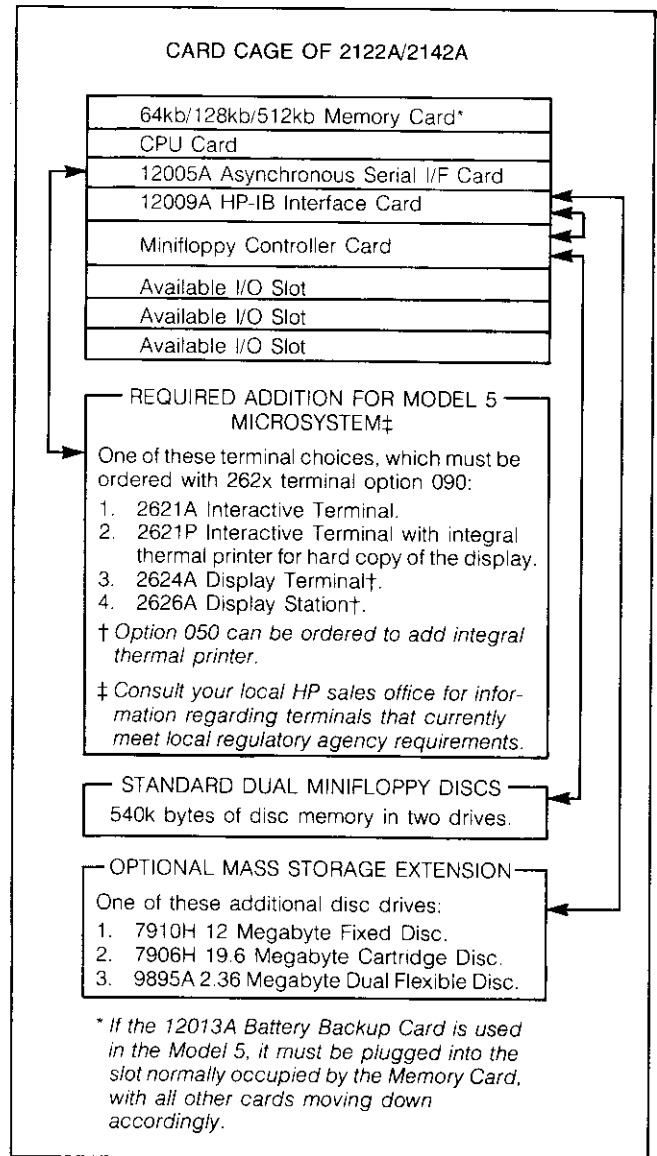 CARD CAGE OF 2122A/2142A
64kb/128kb/512kb Memory Card*
CPU Card
12005A Asynchronous Serial I/F Card
12009A HP-IB Interface Card
Minifloppy Controller Card
Available I/O Slot
Available I/O Slot
Available I/O Slot
REQUIRED ADDITION FOR MODEL 5
MICROSYSTEM‡
One of these terminal choices, which must be
ordered with 262x terminal option 090:
1. 2621A Interactive Terminal.
2. 2621P Interactive Terminal with integral
thermal printer for hard copy of the display.
3. 2624A Display Terminal†.
4. 2626A Display Station†.
† Option 050 can be ordered to add integral
thermal printer.
‡ Consult your local HP sales office for infor-
mation regarding terminals that currently
meet local regulatory agency requirements.
STANDARD DUAL MINIFLOPPY DISCS
540k bytes of disc memory in two drives.
OPTIONAL MASS STORAGE EXTENSION
One of these additional disc drives:
1. 7910H 12 Megabyte Fixed Disc.
2. 7906H 19.6 Megabyte Cartridge Disc.
3. 9895A 2.36 Megabyte Dual Flexible Disc.
* If the 12013A Battery Backup Card is used
in the Model 5, it must be plugged into the
slot normally occupied by the Memory Card,
with all other cards moving down
accordingly.